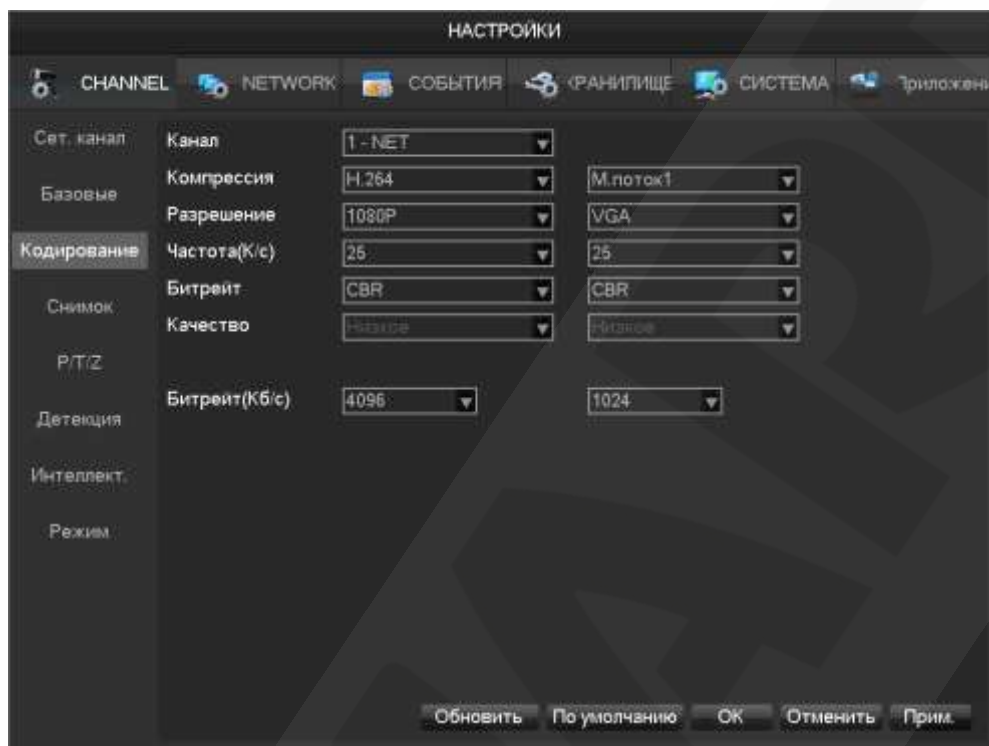 НАСТРОЙКИ
CHANNEL NETWORK СОБЫТИЯ ХРАНИЛИЩЕ СИСТЕМА Приложени
Сет. канал
Базовые
Кодирование
Снимок
P/T/Z
Детекция
Интеллект.
Режим
Канал 1 - NET
Компрессия H.264 М.поток1
Разрешение 1080P VGA
Частота(К/с) 25 25
Битрейт CBR CBR
Качество Низкое Низкое
Битрейт(Кб/с) 4096 1024
Обновить По умолчанию OK Отменить Прим.